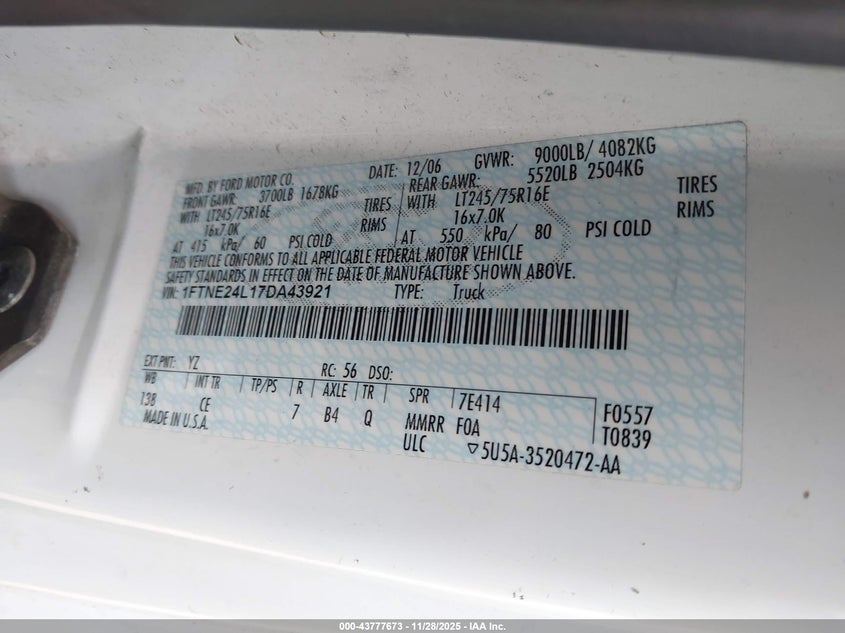 MFD. BY FORD MOTOR CO. DATE: 12/06 GVWR: 9000LB/ 4082KG
FRONT GAWR: 3700LB 1678KG REAR GAWR: 5520LB 2504KG
WITH LT245/75R16E TIRES WITH LT245/75R16E TIRES
16x7.0K RIMS 16x7.0K RIMS
AT 415 kPa/ 60 PSI COLD AT 550 kPa/ 80 PSI COLD
THIS VEHICLE CONFORMS TO ALL APPLICABLE FEDERAL MOTOR VEHICLE
SAFETY STANDARDS IN EFFECT ON THE DATE OF MANUFACTURE SHOWN ABOVE.
VIN: 1FTNE24L17DA43921 TYPE: Truck
EXT PNT: YZ RC: 56 DSO:
WB INT TR TP/PS R AXLE TR SPR 7E414 F0557
138 CE 7 B4 Q MMRR FOA T0839
MADE IN U.S.A. ULC ▽5U5A-3520472-AA
000-43777673 - 11/28/2025 - IAA Inc.